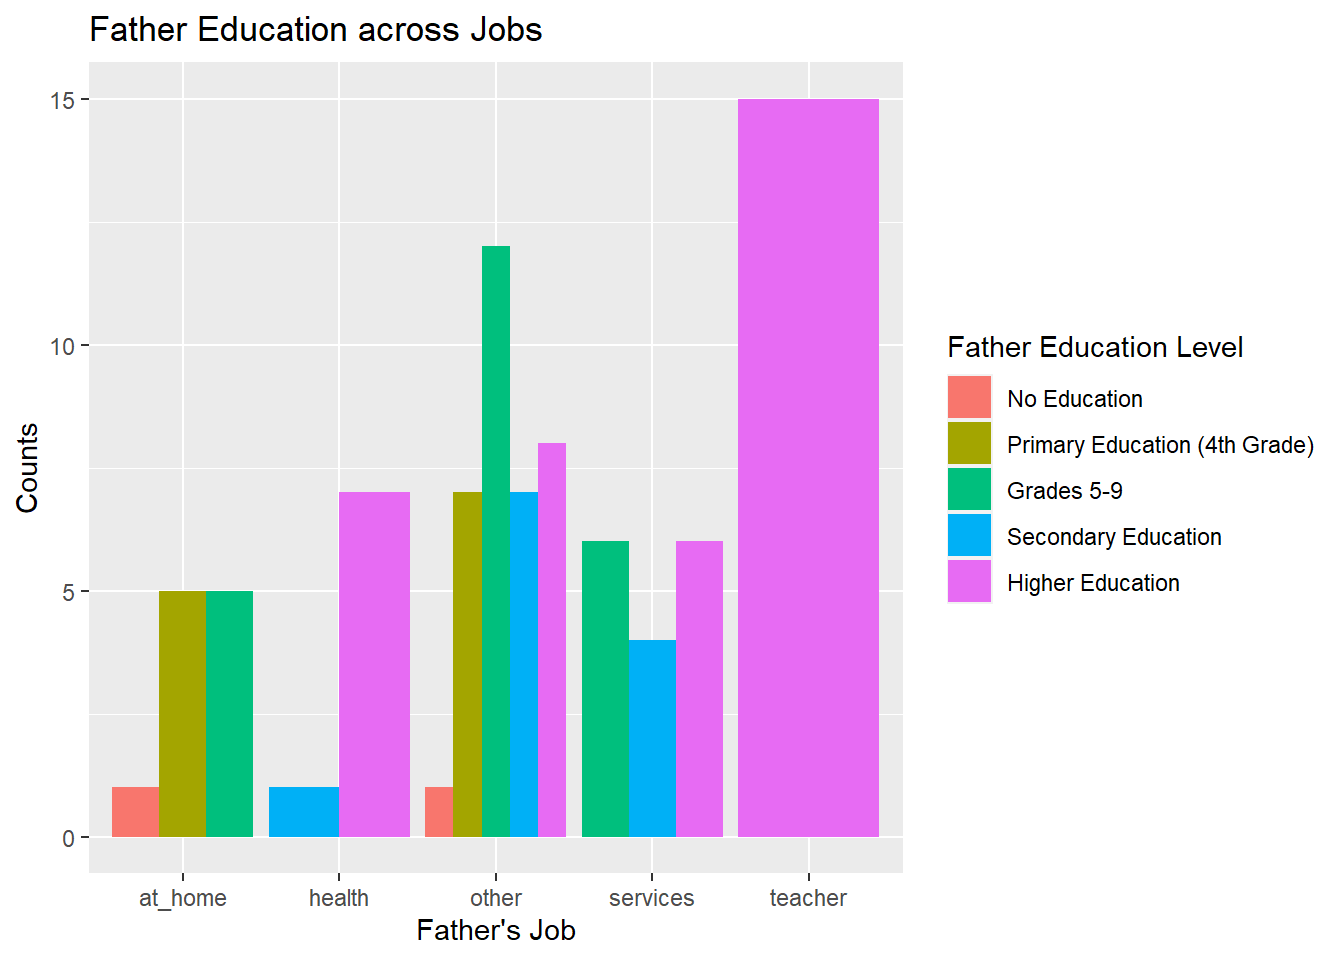 Father Education across Jobs
15
10
5
0
Counts
at_home health other services teacher
Father's Job
Father Education Level
No Education
Primary Education (4th Grade)
Grades 5-9
Secondary Education
Higher Education